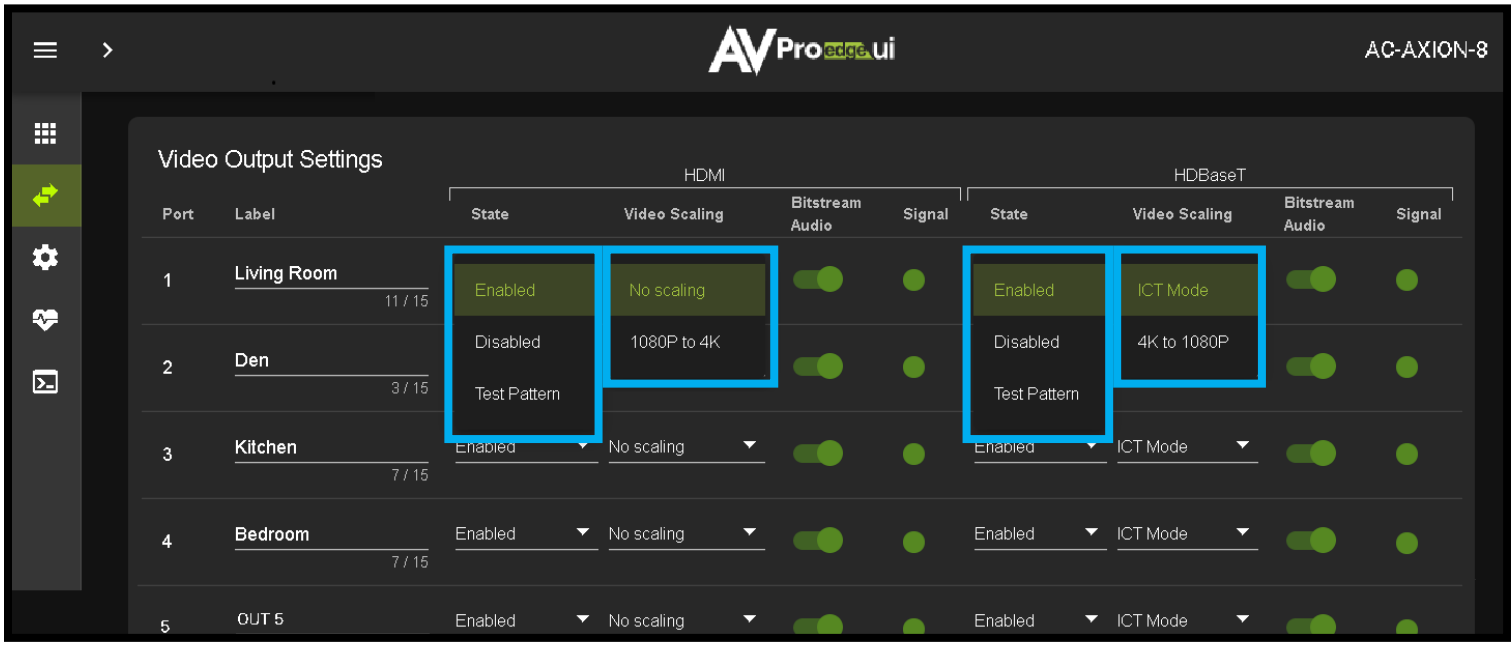 AVPro edge.ui
AC-AXION-8
Video Output Settings
HDMI HDBaseT
Port Label State Video Scaling Bitstream Audio Signal State Video Scaling Bitstream Audio Signal
1 Living Room Enabled No scaling Enabled ICT Mode
11 / 15
Disabled 1080P to 4K Disabled 4K to 1080P
2 Den
3 / 15
Test Pattern Test Pattern
3 Kitchen Enabled No scaling Enabled ICT Mode
7 / 15
4 Bedroom Enabled No scaling Enabled ICT Mode
7 / 15
5 OUT 5 Enabled No scaling Enabled ICT Mode